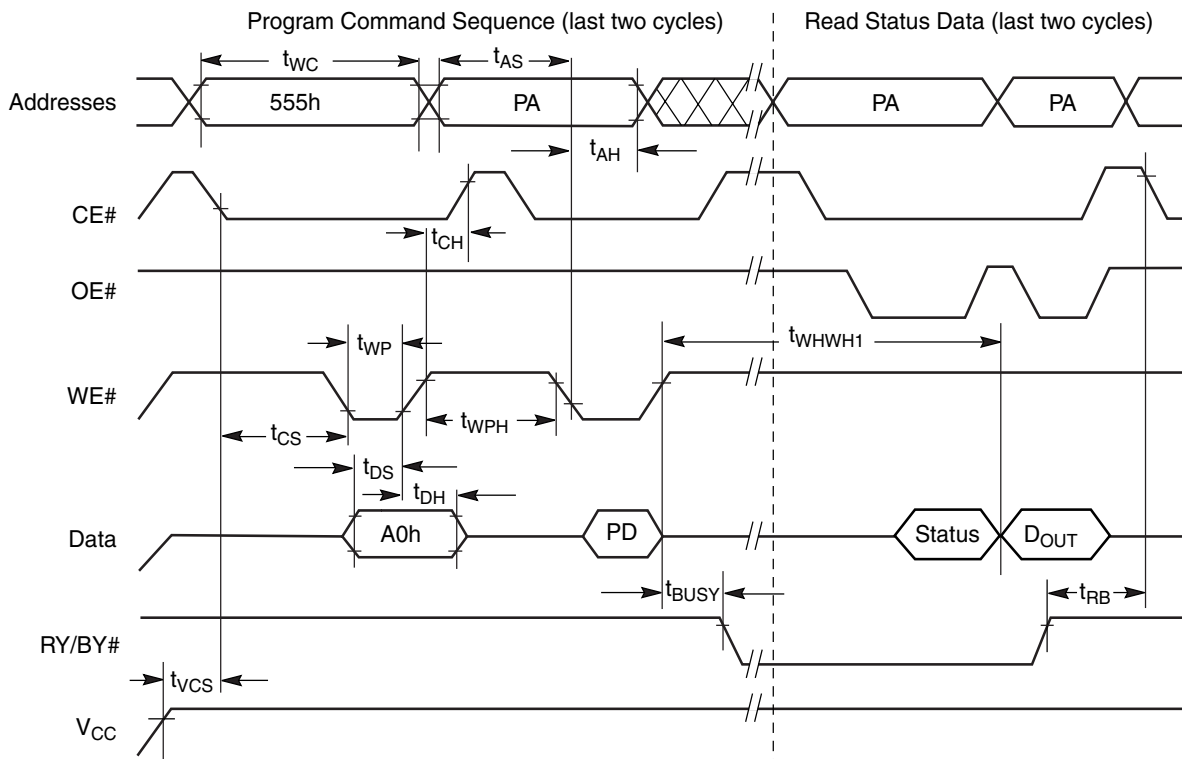 Program Command Sequence (last two cycles)
Read Status Data (last two cycles)
tWC
tAS
Addresses
555h
PA
PA
PA
tAH
CE#
tCH
OE#
tWP
tWHWH1
WE#
tCS
tWPH
tDS
tDH
Data
A0h
PD
Status
DOUT
tBUSY
tRB
RY/BY#
tVCS
VCC